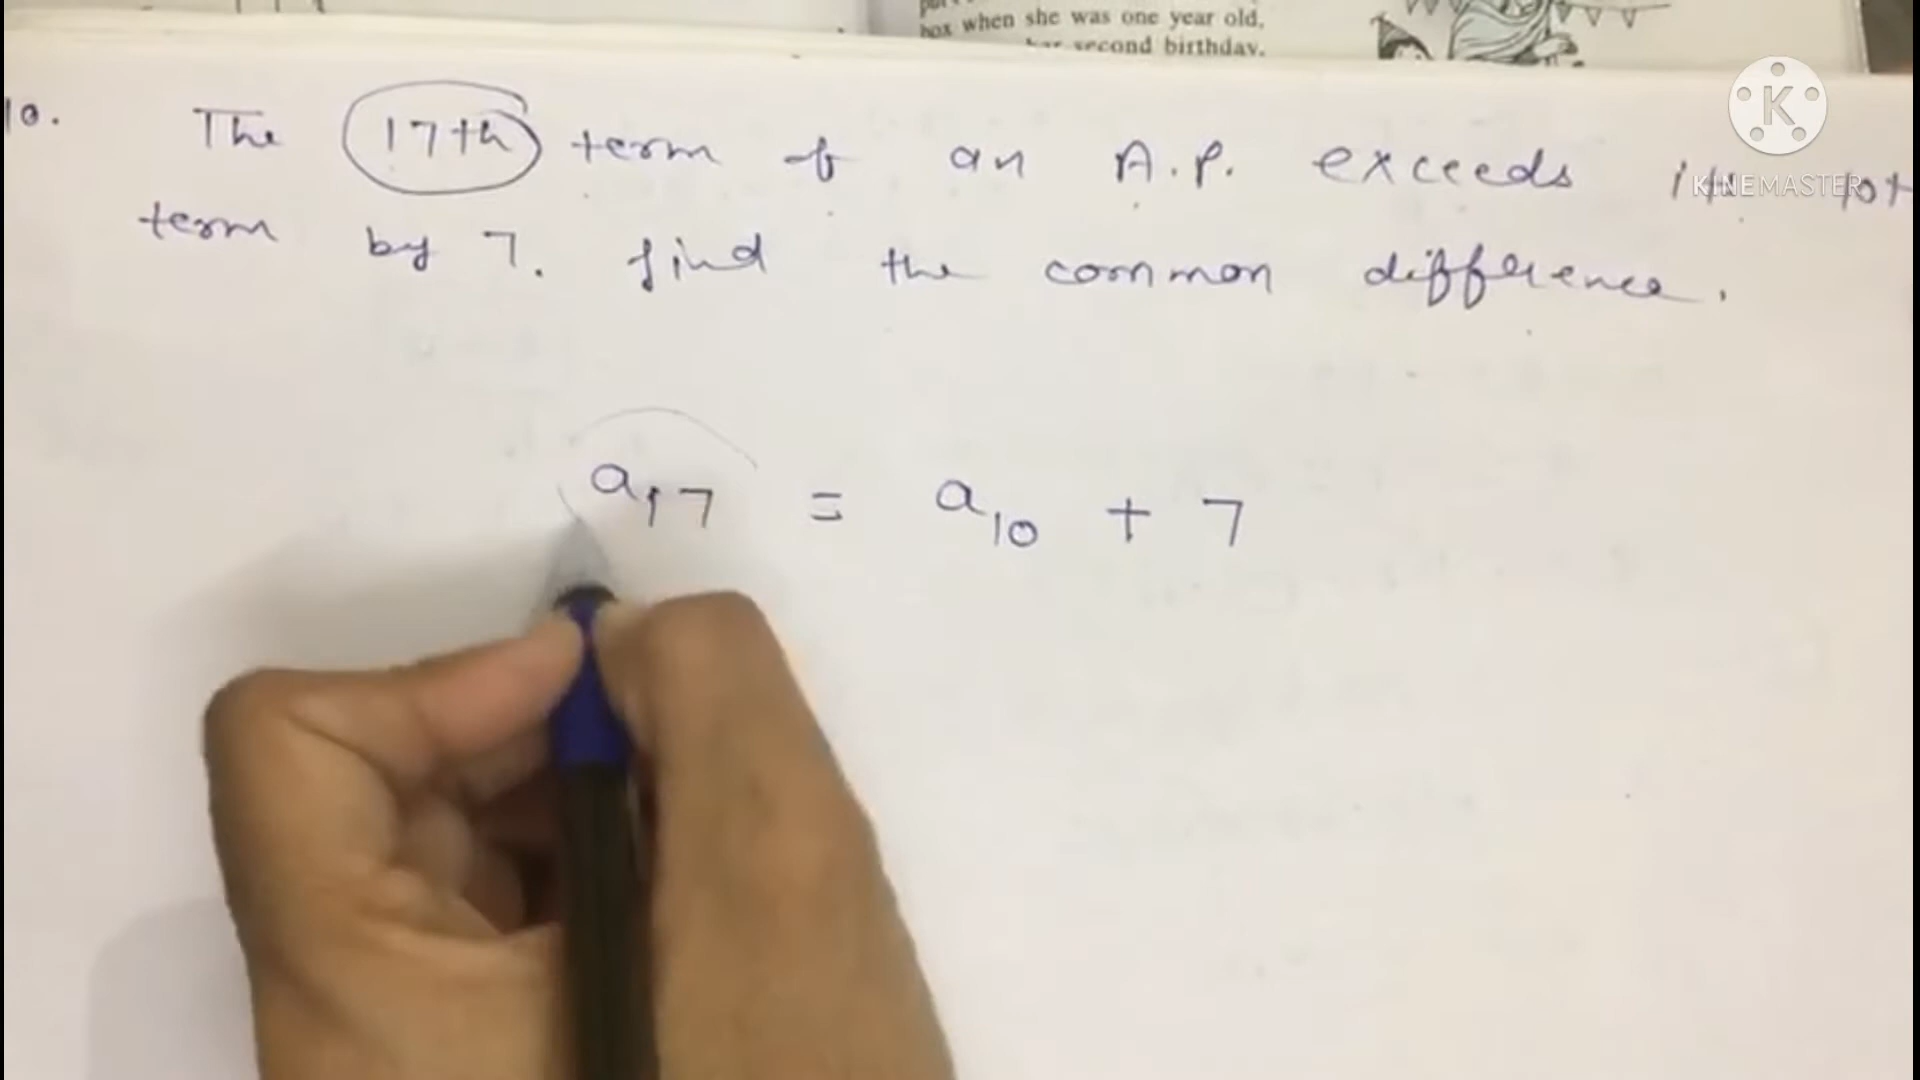 box when she was one year old.
second birthday.
K
KINEMASTER
10. The 17th term of an A.P. exceeds its
term by 7. find the common difference.
a17 = a10 + 7